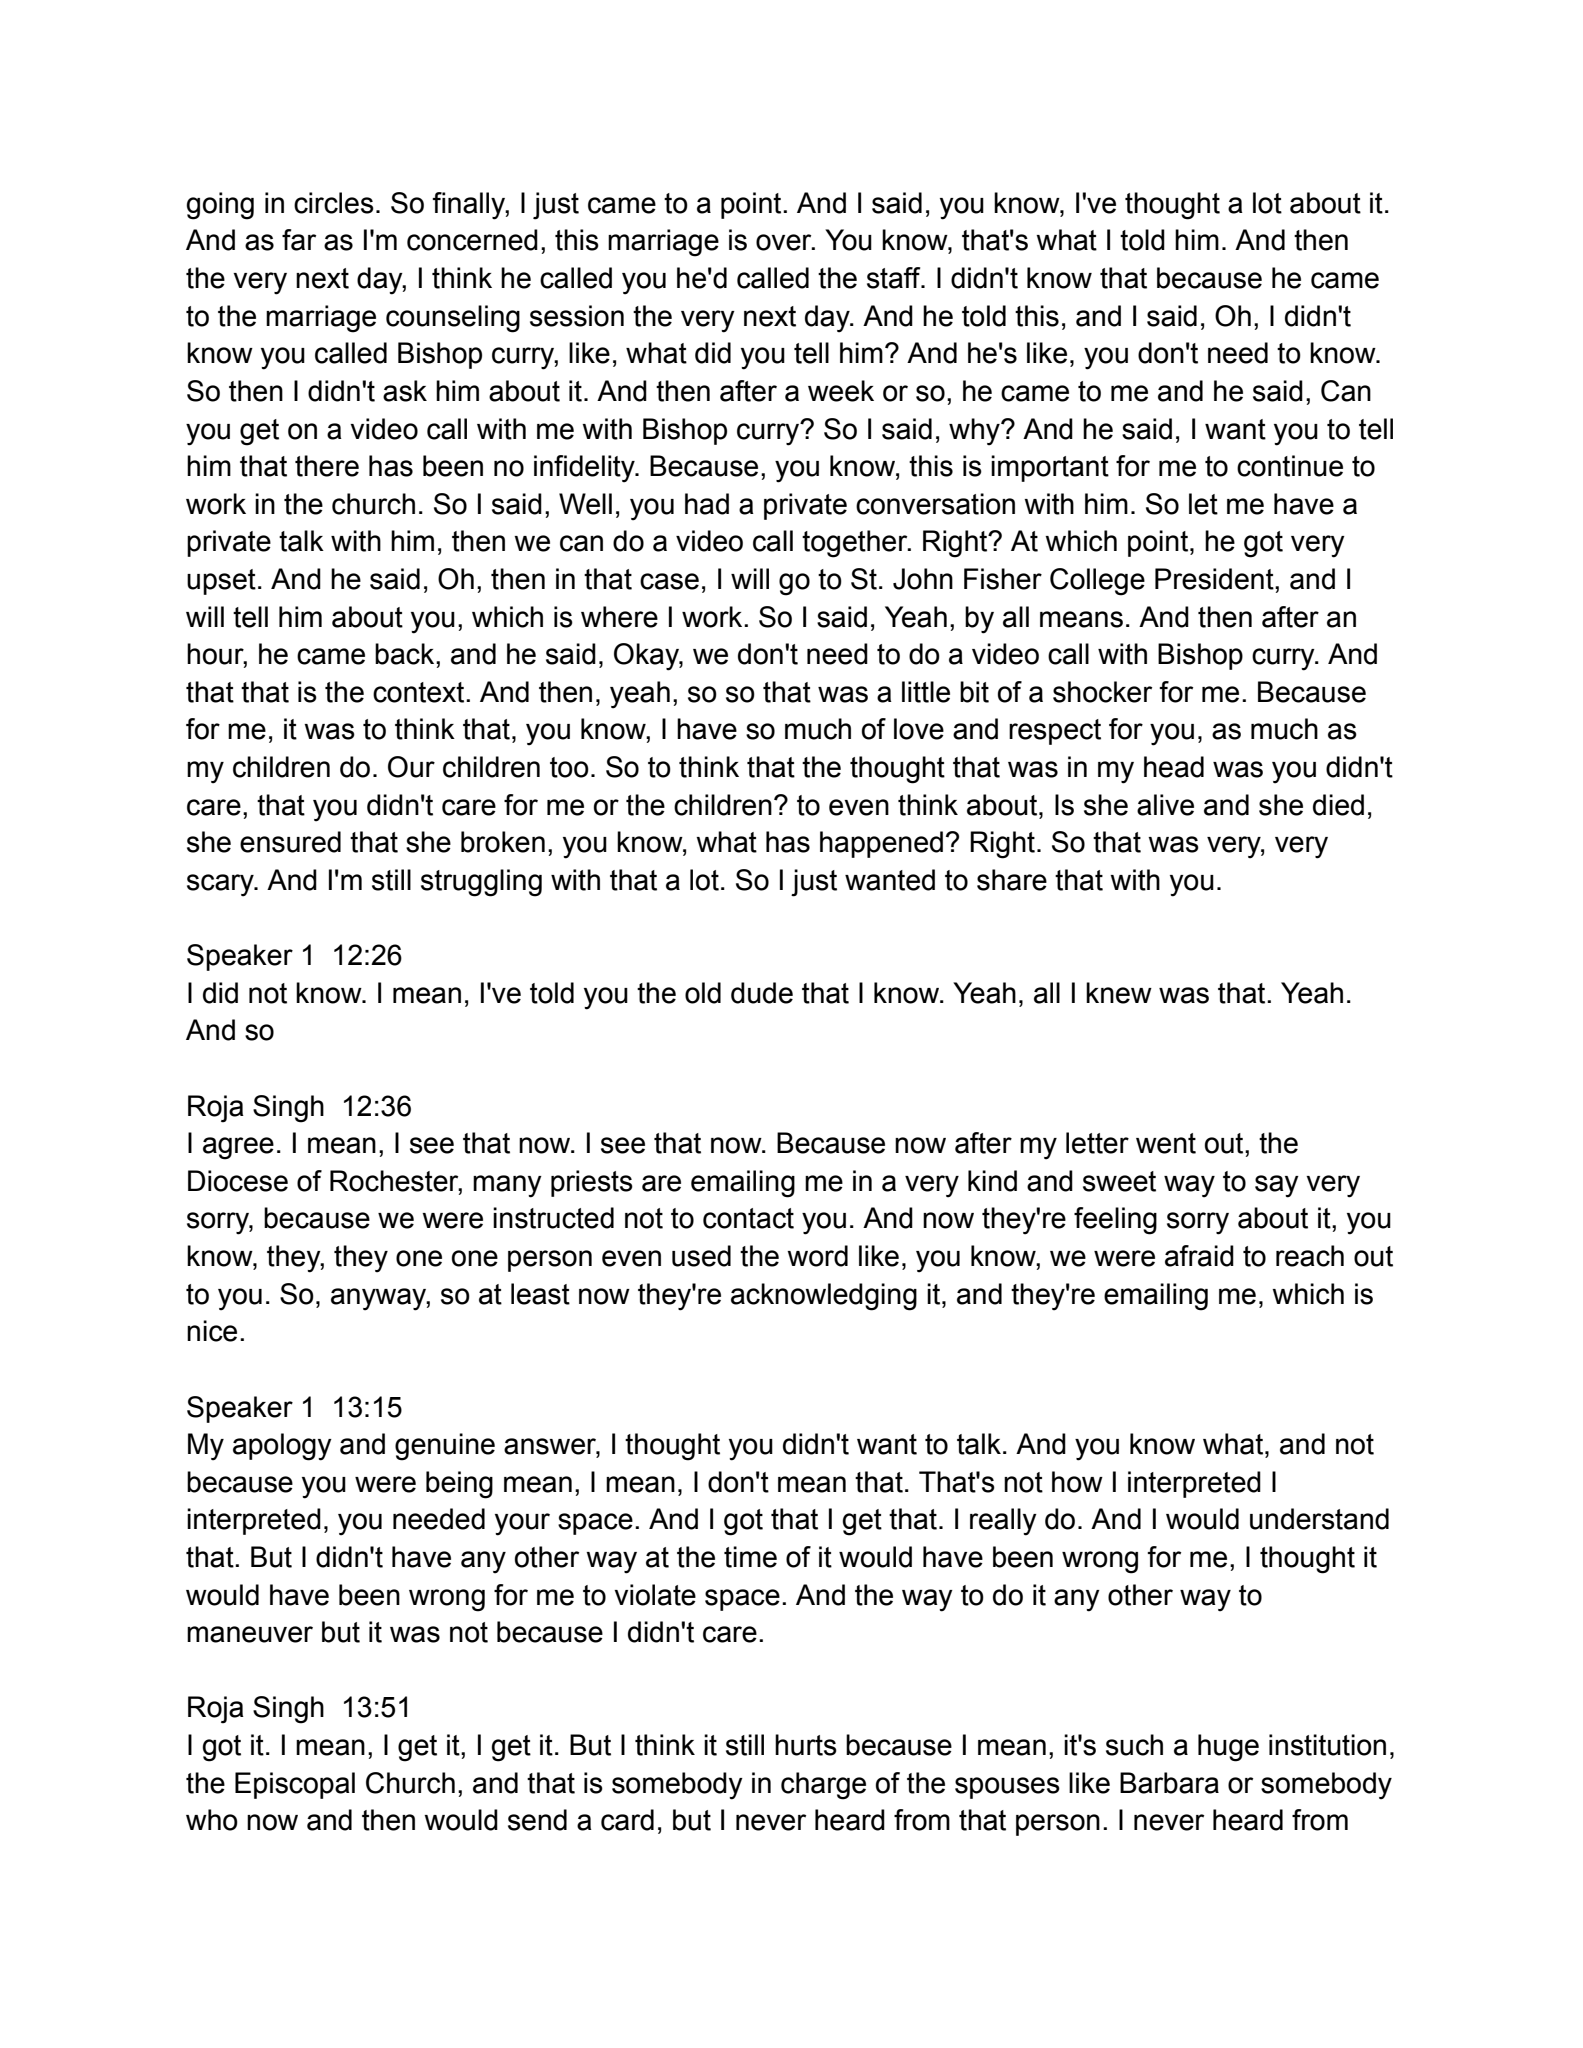 going in circles. So finally, I just came to a point. And I said, you know, I've thought a lot about it.
And as far as I'm concerned, this marriage is over. You know, that's what I told him. And then
the very next day, I think he called you he'd called the staff. I didn't know that because he came
to the marriage counseling session the very next day. And he told this, and I said, Oh, I didn't
know you called Bishop curry, like, what did you tell him? And he's like, you don't need to know.
So then I didn't ask him about it. And then after a week or so, he came to me and he said, Can
you get on a video call with me with Bishop curry? So I said, why? And he said, I want you to tell
him that there has been no infidelity. Because, you know, this is important for me to continue to
work in the church. So I said, Well, you had a private conversation with him. So let me have a
private talk with him, then we can do a video call together. Right? At which point, he got very
upset. And he said, Oh, then in that case, I will go to St. John Fisher College President, and I
will tell him about you, which is where I work. So I said, Yeah, by all means. And then after an
hour, he came back, and he said, Okay, we don't need to do a video call with Bishop curry. And
that that is the context. And then, yeah, so so that was a little bit of a shocker for me. Because
for me, it was to think that, you know, I have so much of love and respect for you, as much as
my children do. Our children too. So to think that the thought that was in my head was you didn't
care, that you didn't care for me or the children? to even think about, Is she alive and she died,
she ensured that she broken, you know, what has happened? Right. So that was very, very
scary. And I'm still struggling with that a lot. So I just wanted to share that with you.
Speaker 1 12:26
I did not know. I mean, I've told you the old dude that I know. Yeah, all I knew was that. Yeah.
And so
Roja Singh 12:36
I agree. I mean, I see that now. I see that now. Because now after my letter went out, the
Diocese of Rochester, many priests are emailing me in a very kind and sweet way to say very
sorry, because we were instructed not to contact you. And now they're feeling sorry about it, you
know, they, they one one person even used the word like, you know, we were afraid to reach out
to you. So, anyway, so at least now they're acknowledging it, and they're emailing me, which is
nice.
Speaker 1 13:15
My apology and genuine answer, I thought you didn't want to talk. And you know what, and not
because you were being mean, I mean, I don't mean that. That's not how I interpreted I
interpreted, you needed your space. And I got that I get that. I really do. And I would understand
that. But I didn't have any other way at the time of it would have been wrong for me, I thought it
would have been wrong for me to violate space. And the way to do it any other way to
maneuver but it was not because I didn't care.
Roja Singh 13:51
I got it. I mean, I get it, I get it. But I think it still hurts because I mean, it's such a huge institution,
the Episcopal Church, and that is somebody in charge of the spouses like Barbara or somebody
who now and then would send a card, but I never heard from that person. I never heard from